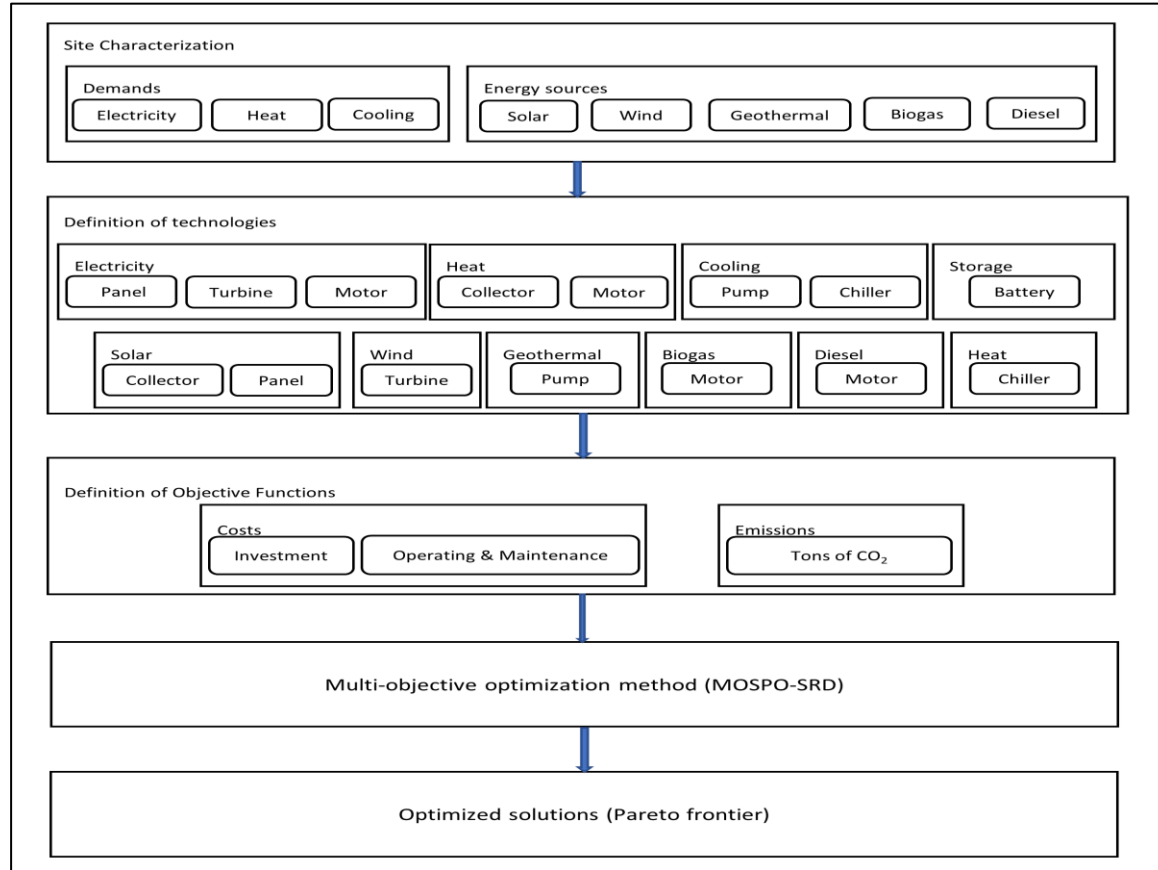 Site Characterization
Demands
Electricity Heat Cooling
Energy sources
Solar Wind Geothermal Biogas Diesel
Definition of technologies
Electricity
Panel Turbine Motor
Heat
Collector Motor
Cooling
Pump Chiller
Storage
Battery
Solar
Collector Panel
Wind
Turbine
Geothermal
Pump
Biogas
Motor
Diesel
Motor
Heat
Chiller
Definition of Objective Functions
Costs
Investment Operating & Maintenance
Emissions
Tons of CO₂
Multi-objective optimization method (MOSPO-SRD)
Optimized solutions (Pareto frontier)